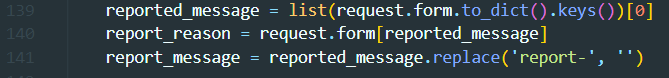 139 reported_message = list(request.form.to_dict().keys())[0]
140 report_reason = request.form[reported_message]
141 report_message = reported_message.replace('report-', '')